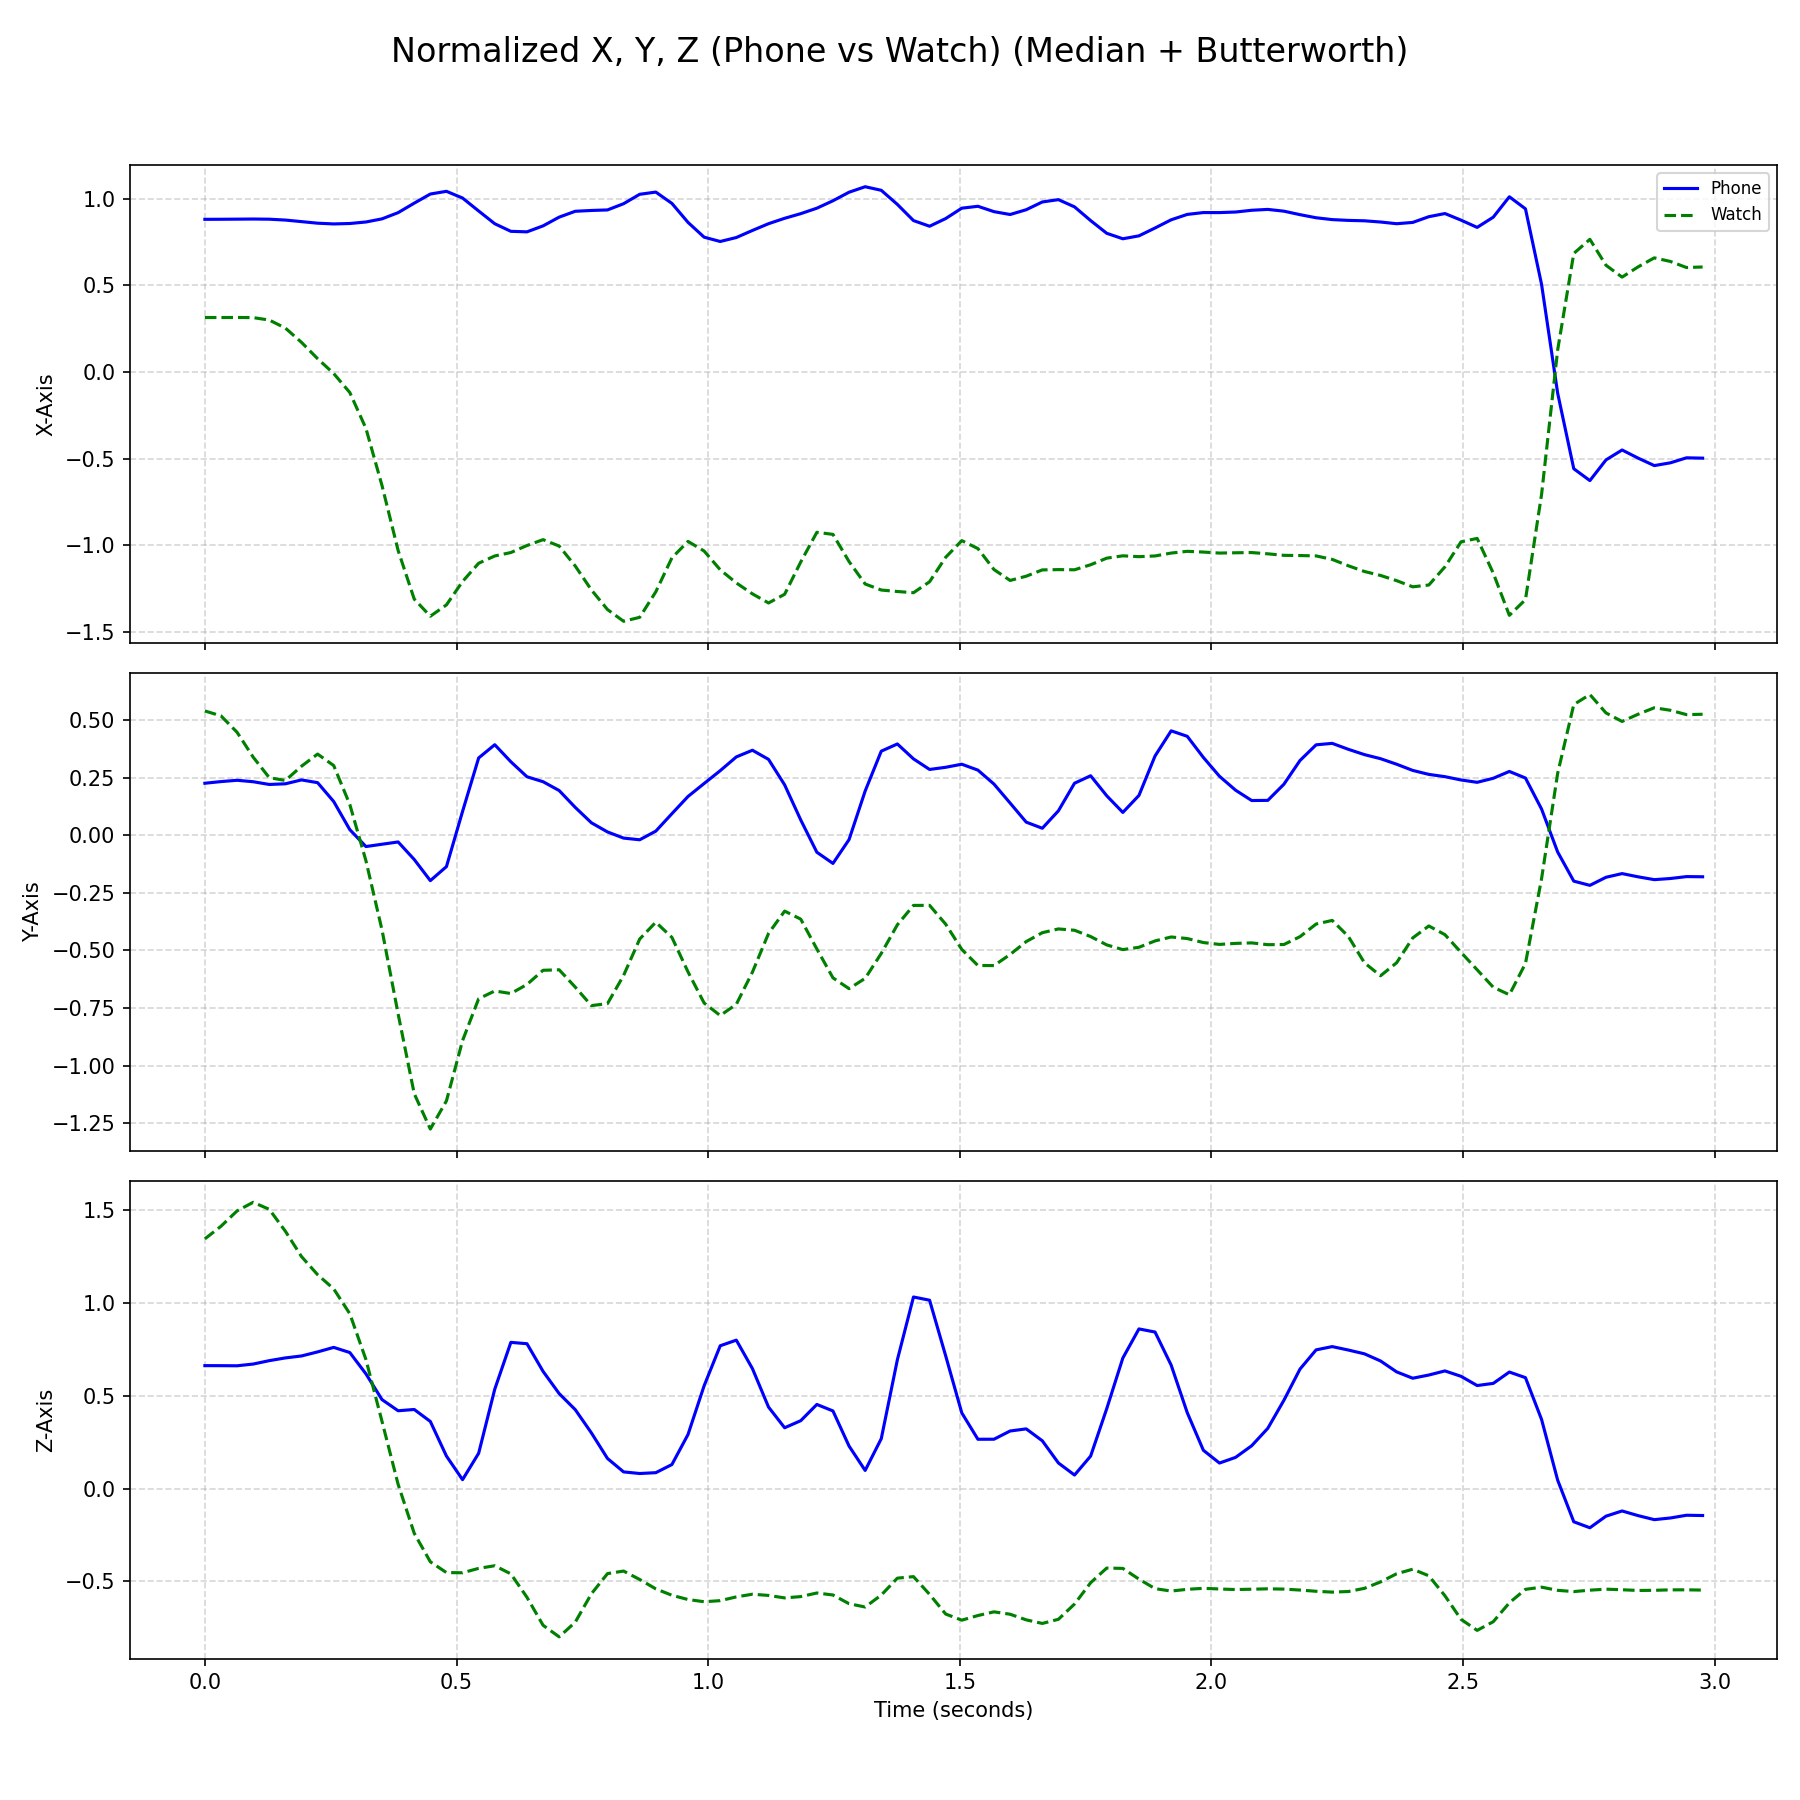 Normalized X, Y, Z (Phone vs Watch) (Median + Butterworth)
Phone
Watch
X-Axis
1.0
0.5
0.0
−0.5
−1.0
−1.5
Y-Axis
0.50
0.25
0.00
−0.25
−0.50
−0.75
−1.00
−1.25
Z-Axis
1.5
1.0
0.5
0.0
−0.5
0.0 0.5 1.0 1.5 2.0 2.5 3.0
Time (seconds)